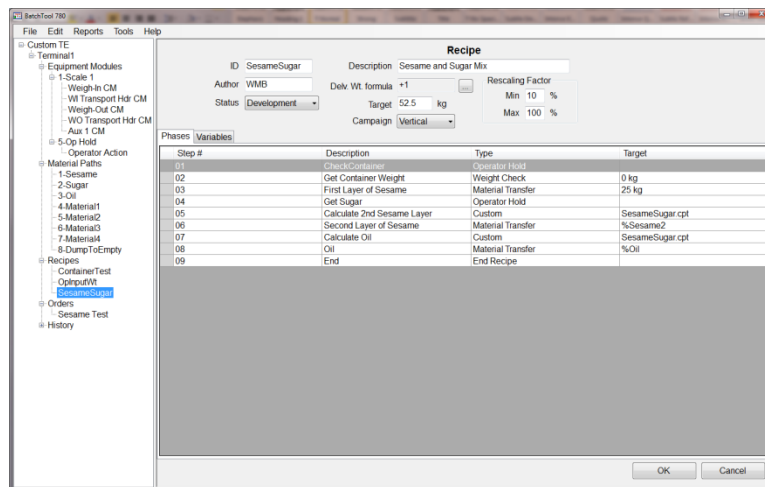 BatchTool 780
File Edit Reports Tools Help
Custom TE
Terminal1
Equipment Modules
1-Scale 1
Weigh-In CM
WI Transport Hdr CM
Weigh-Out CM
WO Transport Hdr CM
Aux 1 CM
5-Op Hold
Operator Action
Material Paths
1-Sesame
2-Sugar
3-Oil
4-Material1
5-Material2
6-Material3
7-Material4
8-DumpToEmpty
Recipes
ContainerTest
OpInputWt
SesameSugar
Orders
Sesame Test
History
Recipe
ID SesameSugar Description Sesame and Sugar Mix
Author WMB Delv. Wt. formula +1 ... Rescaling Factor
Min 10 %
Status Development Target 52.5 kg
Max 100 %
Campaign Vertical
Phases Variables
Step # Description Type Target
01 CheckContainer Operator Hold
02 Get Container Weight Weight Check 0 kg
03 First Layer of Sesame Material Transfer 25 kg
04 Get Sugar Operator Hold
05 Calculate 2nd Sesame Layer Custom SesameSugar.cpt
06 Second Layer of Sesame Material Transfer %Sesame2
07 Calculate Oil Custom SesameSugar.cpt
08 Oil Material Transfer %Oil
09 End End Recipe
OK Cancel